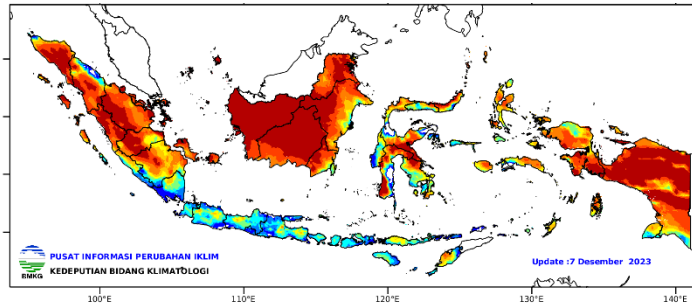 PUSAT INFORMASI PERUBAHAN IKLIM
BMKG
KEDEPUTIAN BIDANG KLIMATOLOGI
Update :7 Desember 2023
100°E
110°E
120°E
130°E
140°E